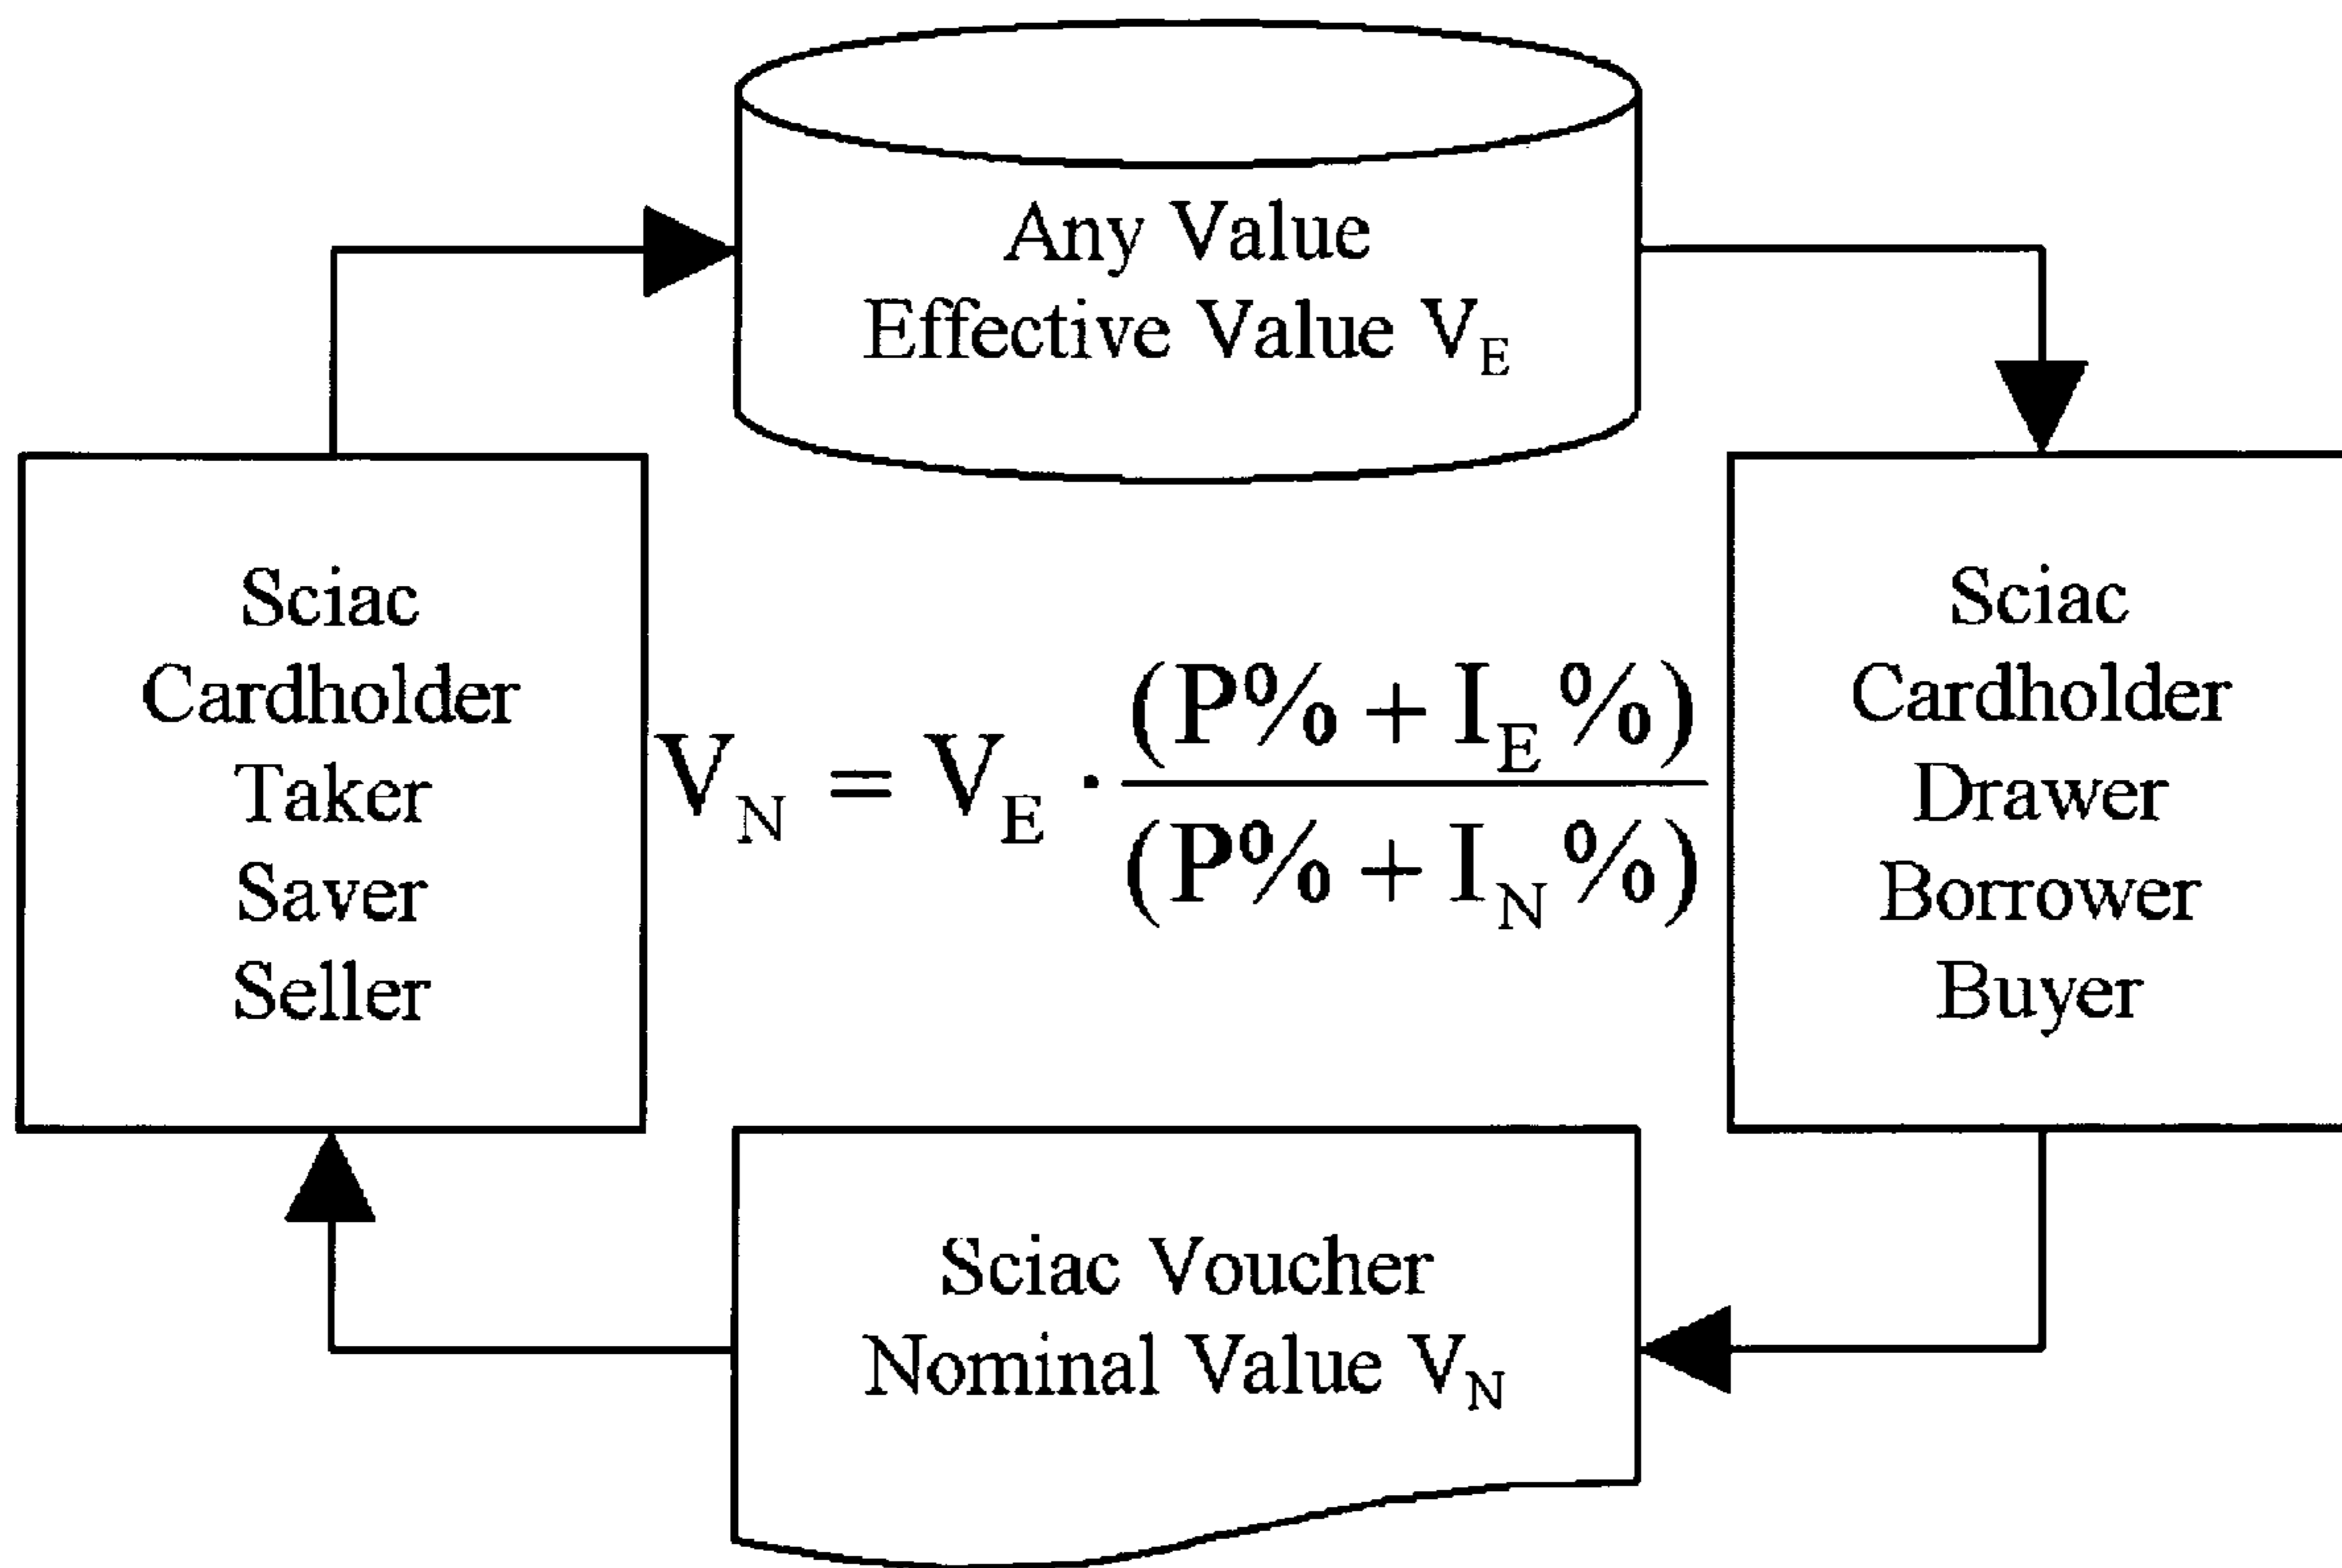 Any Value
Effective Value V_E
Sciac
Cardholder
Taker
Saver
Seller
V_N = V_E · (P% + I_E %) / (P% + I_N %)
Sciac
Cardholder
Drawer
Borrower
Buyer
Sciac Voucher
Nominal Value V_N